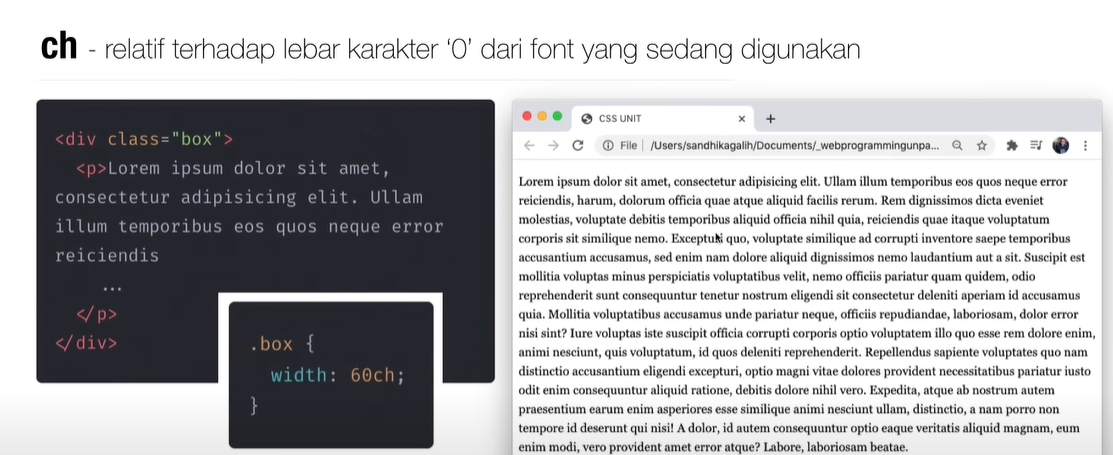 ch - relatif terhadap lebar karakter ‘0’ dari font yang sedang digunakan
<div class="box">
<p>Lorem ipsum dolor sit amet,
consectetur adipisicing elit. Ullam
illum temporibus eos quos neque error
reiciendis
...
</p>
</div>
.box {
width: 60ch;
}
CSS UNIT
File | /Users/sandhikagalih/Documents/_webprogrammingunpa...
Lorem ipsum dolor sit amet, consectetur adipisicing elit. Ullam illum temporibus eos quos neque error
reiciendis, harum, dolorum officia quae atque aliquid facilis rerum. Rem dignissimos dicta eveniet
molestias, voluptate debitis temporibus aliquid officia nihil quia, reiciendis quae itaque voluptatum
corporis sit similique nemo. Excepturi quo, voluptate similique ad corrupti inventore saepe temporibus
accusantium accusamus, sed enim nam dolore aliquid dignissimos nemo laudantium aut a sit. Suscipit est
mollitia voluptas minus perspiciatis voluptatibus velit, nemo officiis pariatur quam quidem, odio
reprehenderit sunt consequuntur tenetur nostrum eligendi sit consectetur deleniti aperiam id accusamus
quia. Mollitia voluptatibus accusamus unde pariatur neque, officiis repudiandae, laboriosam, dolor error
nisi sint? Iure voluptas iste suscipit officia corrupti corporis optio voluptatem illo quo esse rem dolore enim,
animi nesciunt, quis voluptatum, id quos deleniti reprehenderit. Repellendus sapiente voluptates quo nam
distinctio accusantium eligendi excepturi, optio magni vitae dolores provident necessitatibus pariatur iusto
odit enim consequuntur aliquid ratione, debitis dolore nihil vero. Expedita, atque ab nostrum autem
praesentium earum enim asperiores esse similique animi nesciunt ullam, distinctio, a nam porro non
tempore id deserunt qui nisi! A dolor, id autem consequuntur optio eaque veritatis aliquid magnam, eum
enim modi, vero provident amet error atque? Labore, laboriosam beatae.